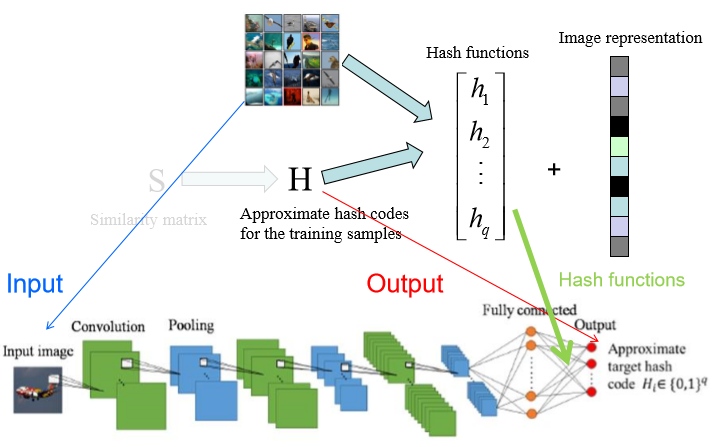 Image representation
Hash functions
h1
h2
⋮
hq
+
S
H
Similarity matrix
Approximate hash codes
for the training samples
Input
Output
Hash functions
Fully connected
Convolution
Pooling
Output
Input image
Approximate
target hash
code Hi∈{0,1}^q